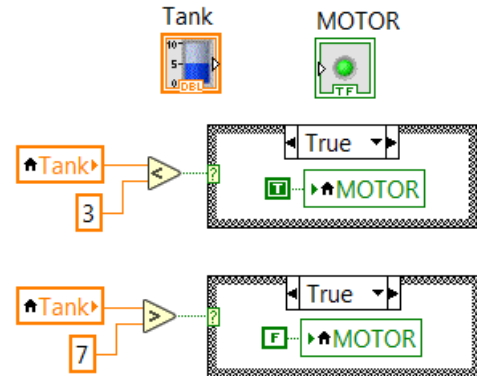 Tank MOTOR
10
5
0
DBL
TF
True
Tank < ?
T MOTOR
3
True
Tank > ?
F MOTOR
7